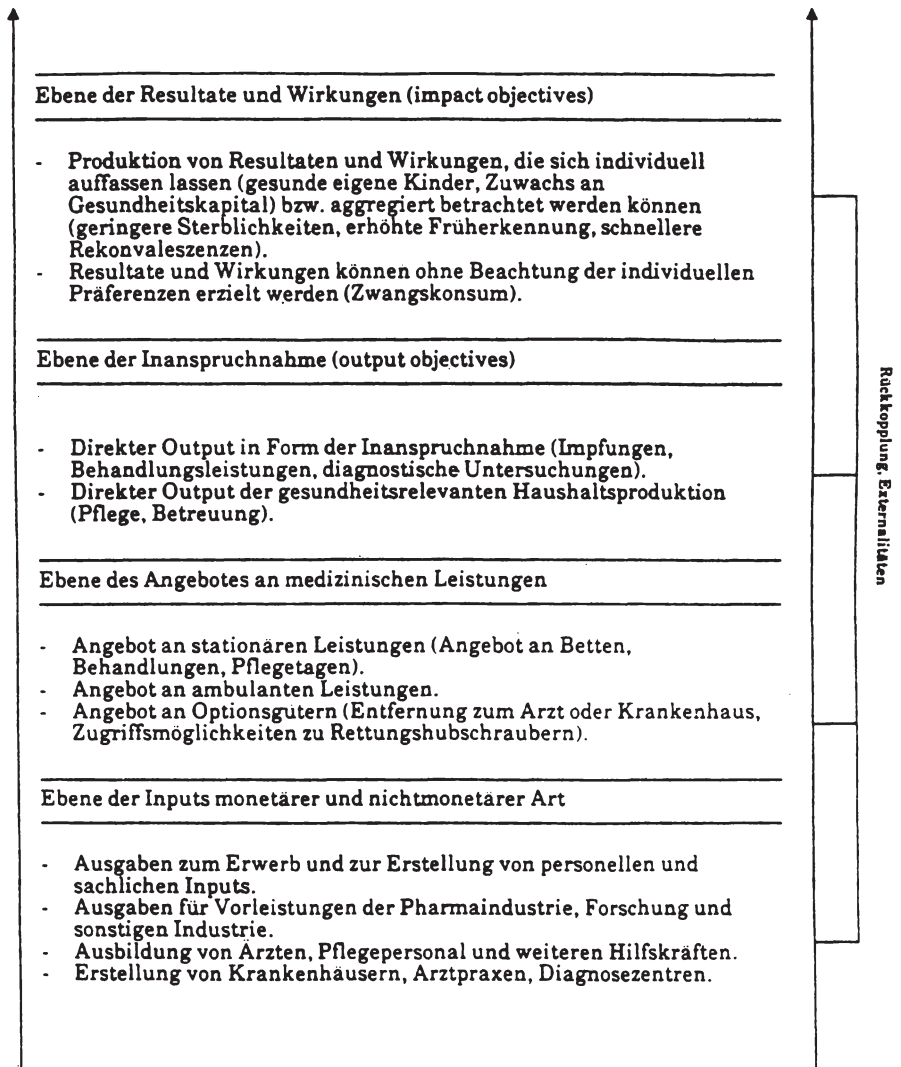 Ebene der Resultate und Wirkungen (impact objectives)
- Produktion von Resultaten und Wirkungen, die sich individuell
auffassen lassen (gesunde eigene Kinder, Zuwachs an
Gesundheitskapital) bzw. aggregiert betrachtet werden können
(geringere Sterblichkeiten, erhöhte Früherkennung, schnellere
Rekonvaleszenzen).
- Resultate und Wirkungen können ohne Beachtung der individuellen
Präferenzen erzielt werden (Zwangskonsum).
Ebene der Inanspruchnahme (output objectives)
- Direkter Output in Form der Inanspruchnahme (Impfungen,
Behandlungsleistungen, diagnostische Untersuchungen).
- Direkter Output der gesundheitsrelevanten Haushaltsproduktion
(Pflege, Betreuung).
Ebene des Angebotes an medizinischen Leistungen
- Angebot an stationären Leistungen (Angebot an Betten,
Behandlungen, Pflegetagen).
- Angebot an ambulanten Leistungen.
- Angebot an Optionsgütern (Entfernung zum Arzt oder Krankenhaus,
Zugriffsmöglichkeiten zu Rettungshubschraubern).
Ebene der Inputs monetärer und nichtmonetärer Art
- Ausgaben zum Erwerb und zur Erstellung von personellen und
sachlichen Inputs.
- Ausgaben für Vorleistungen der Pharmaindustrie, Forschung und
sonstigen Industrie.
- Ausbildung von Ärzten, Pflegepersonal und weiteren Hilfskräften.
- Erstellung von Krankenhäusern, Arztpraxen, Diagnosezentren.
Rückkopplung, Externalitäten